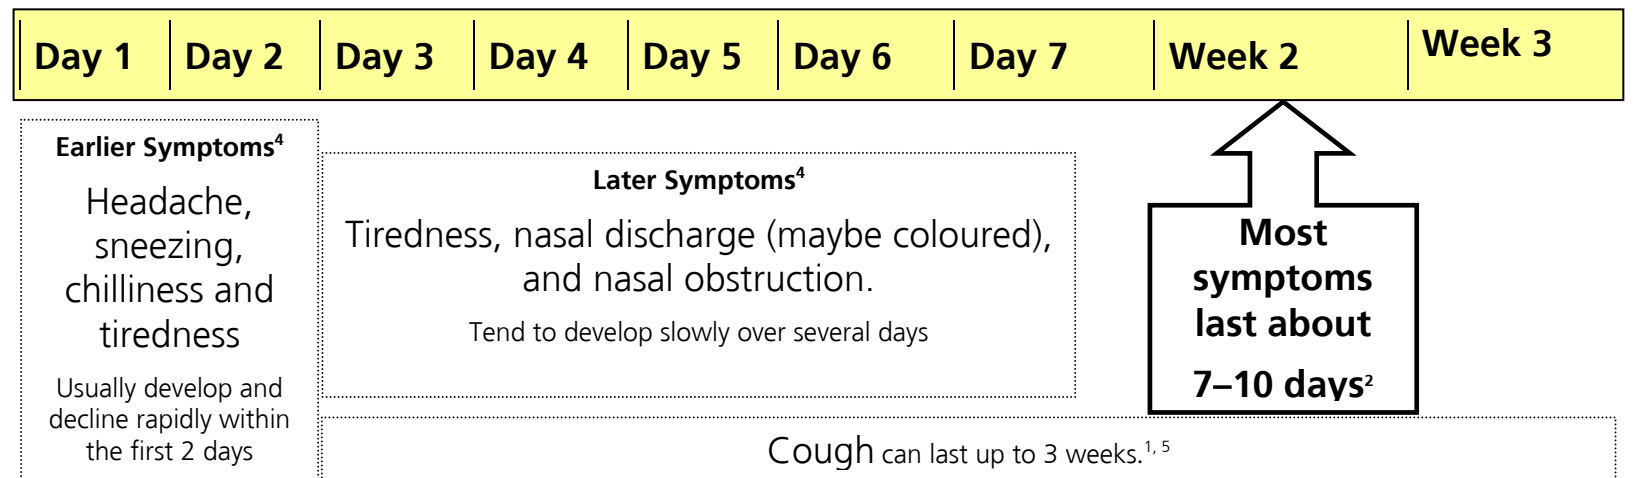 Day 1 Day 2 Day 3 Day 4 Day 5 Day 6 Day 7 Week 2 Week 3
Earlier Symptoms⁴
Headache,
sneezing,
chilliness and
tiredness
Usually develop and
decline rapidly within
the first 2 days
Later Symptoms⁴
Tiredness, nasal discharge (maybe coloured),
and nasal obstruction.
Tend to develop slowly over several days
Most
symptoms
last about
7–10 days²
Cough can last up to 3 weeks.¹, ⁵